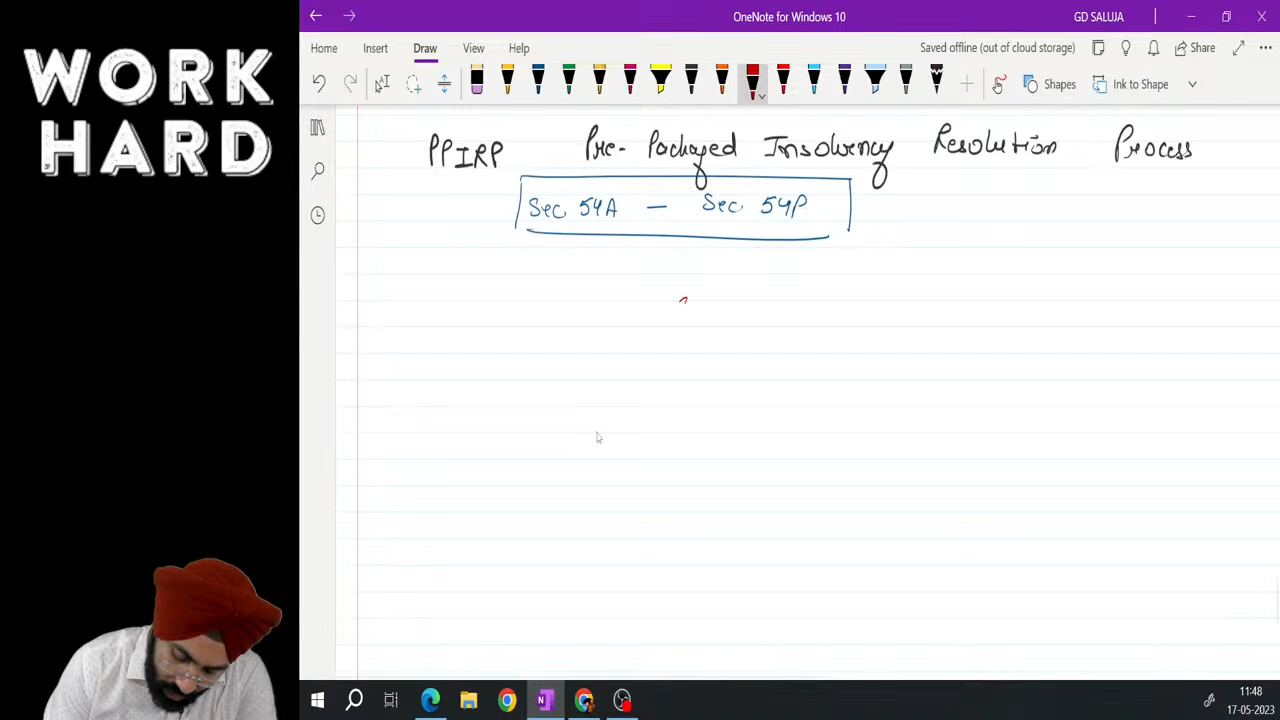 WORK
HARD
OneNote for Windows 10
GD SALUJA
Home Insert Draw View Help
Saved offline (out of cloud storage)
Share
Shapes
Ink to Shape
PPIRP Pre-Packaged Insolvency Resolution Process
Sec 54A — Sec 54P
11:48
17-05-2023